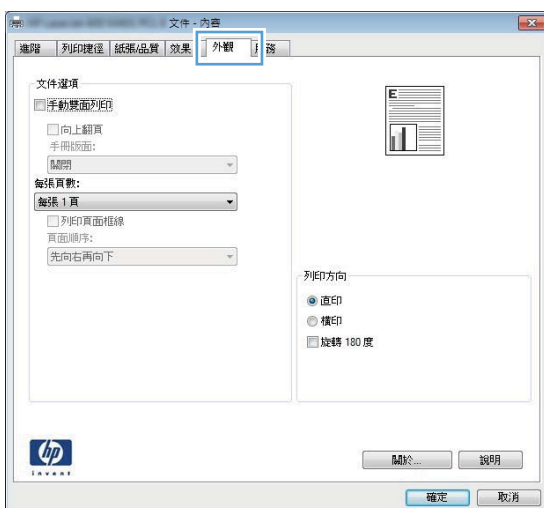 文件 - 內容
進階 列印捷徑 紙張/品質 效果 外觀 服務
文件選項
手動雙面列印
向上翻頁
手冊版面:
關閉
每張頁數:
每張 1 頁
列印頁面框線
頁面順序:
先向右再向下
E
列印方向
直印
橫印
旋轉 180 度
hp
invent
關於... 說明
確定 取消